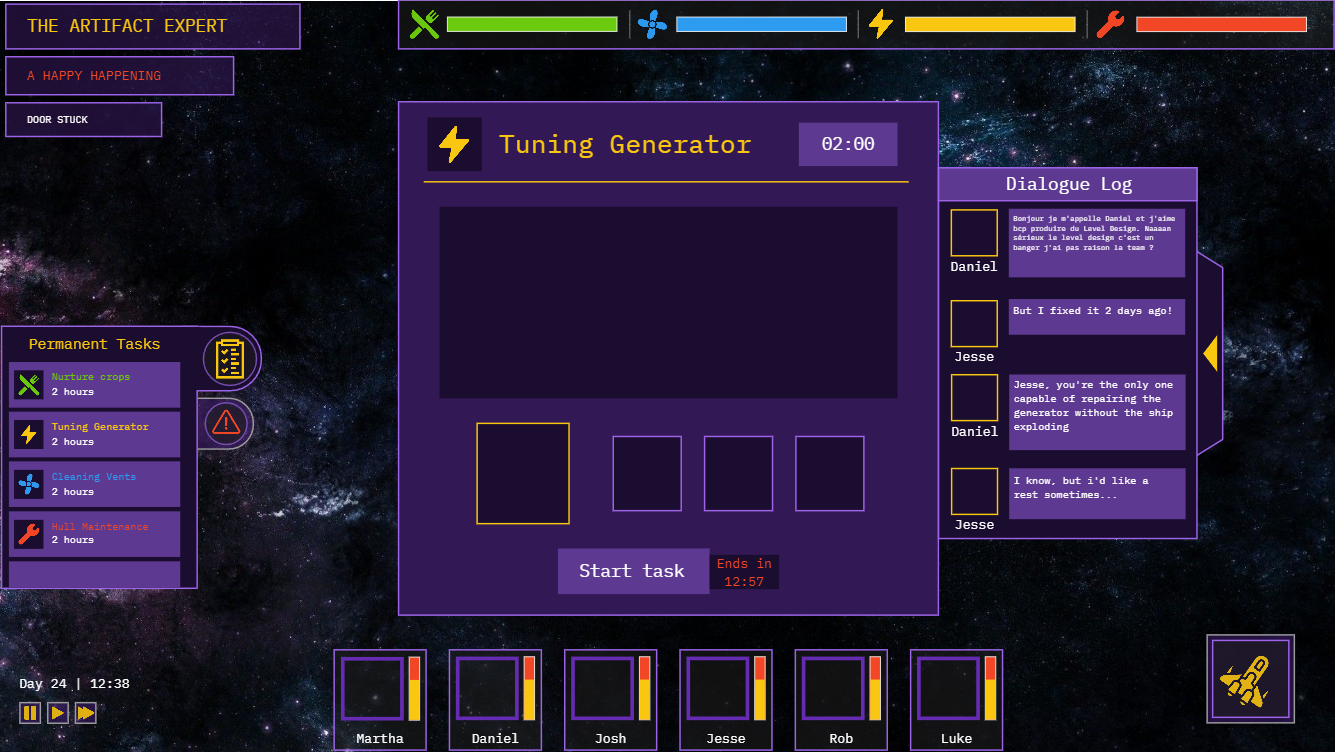 THE ARTIFACT EXPERT
A HAPPY HAPPENING
DOOR STUCK
Tuning Generator
02:00
Dialogue Log
Bonjour je m'appelle Daniel et j'aime
bcp produire du Level Design. Naaaan
sérieux le level design c'est un
banger j'ai pas raison la team ?
Daniel
But I fixed it 2 days ago!
Jesse
Jesse, you're the only one
capable of repairing the
generator without the ship
exploding
Daniel
I know, but i'd like a
rest sometimes...
Jesse
Permanent Tasks
Nurture crops
2 hours
Tuning Generator
2 hours
Cleaning Vents
2 hours
Hull Maintenance
2 hours
Start task
Ends in
12:57
Day 24 | 12:38
Martha
Daniel
Josh
Jesse
Rob
Luke